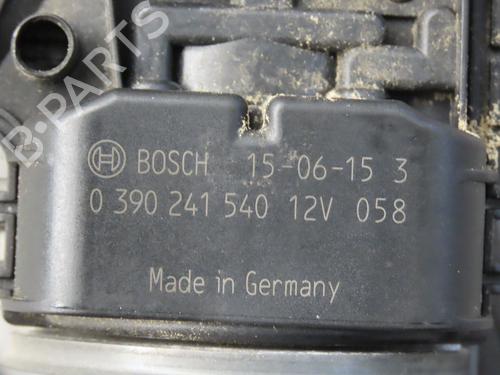 BOSCH 15-06-15 3
0 390 241 540 12V 058
Made in Germany
B-PARTS